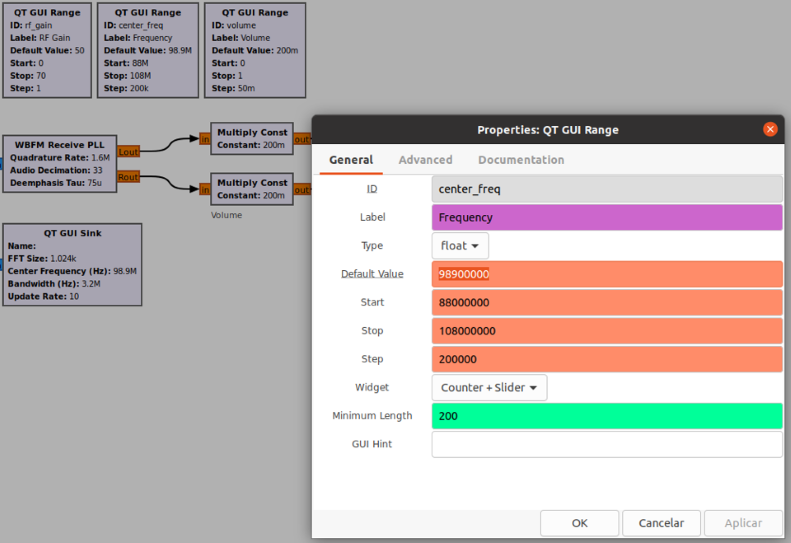 QT GUI Range
ID: rf_gain
Label: RF Gain
Default Value: 50
Start: 0
Stop: 70
Step: 1
QT GUI Range
ID: center_freq
Label: Frequency
Default Value: 98.9M
Start: 88M
Stop: 108M
Step: 200k
QT GUI Range
ID: volume
Label: Volume
Default Value: 200m
Start: 0
Stop: 1
Step: 50m
WBFM Receive PLL
Quadrature Rate: 1.6M
Audio Decimation: 33
Deemphasis Tau: 75u
Lout
Rout
in
Multiply Const
Constant: 200m
out
in
Multiply Const
Constant: 200m
out
Volume
QT GUI Sink
Name:
FFT Size: 1.024k
Center Frequency (Hz): 98.9M
Bandwidth (Hz): 3.2M
Update Rate: 10
Properties: QT GUI Range
General Advanced Documentation
ID center_freq
Label Frequency
Type float
Default Value 98900000
Start 88000000
Stop 108000000
Step 200000
Widget Counter + Slider
Minimum Length 200
GUI Hint
OK Cancelar Aplicar